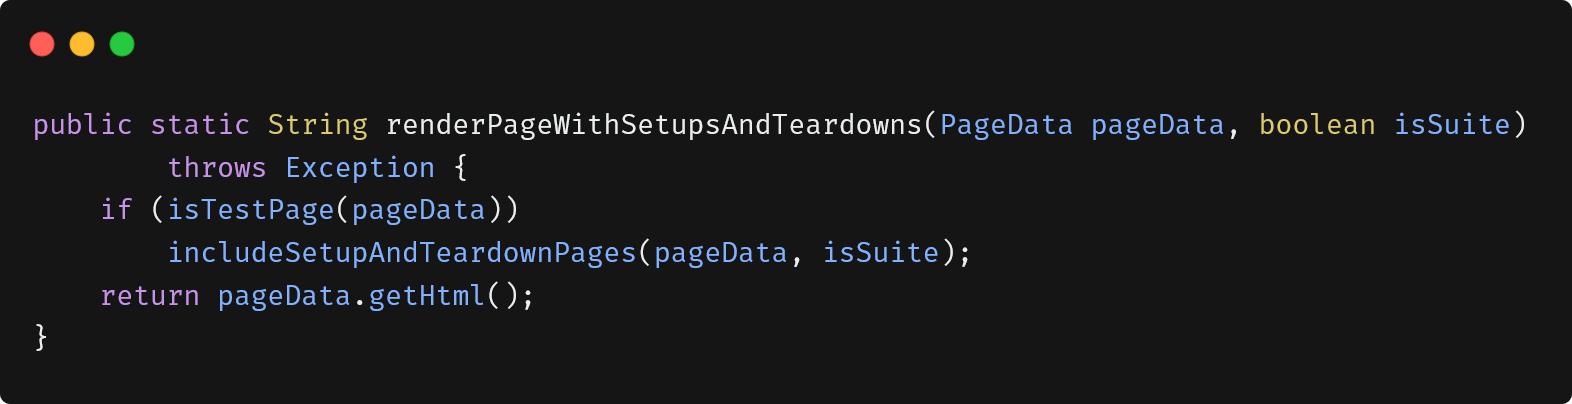 public static String renderPageWithSetupsAndTeardowns(PageData pageData, boolean isSuite)
        throws Exception {
    if (isTestPage(pageData))
        includeSetupAndTeardownPages(pageData, isSuite);
    return pageData.getHtml();
}